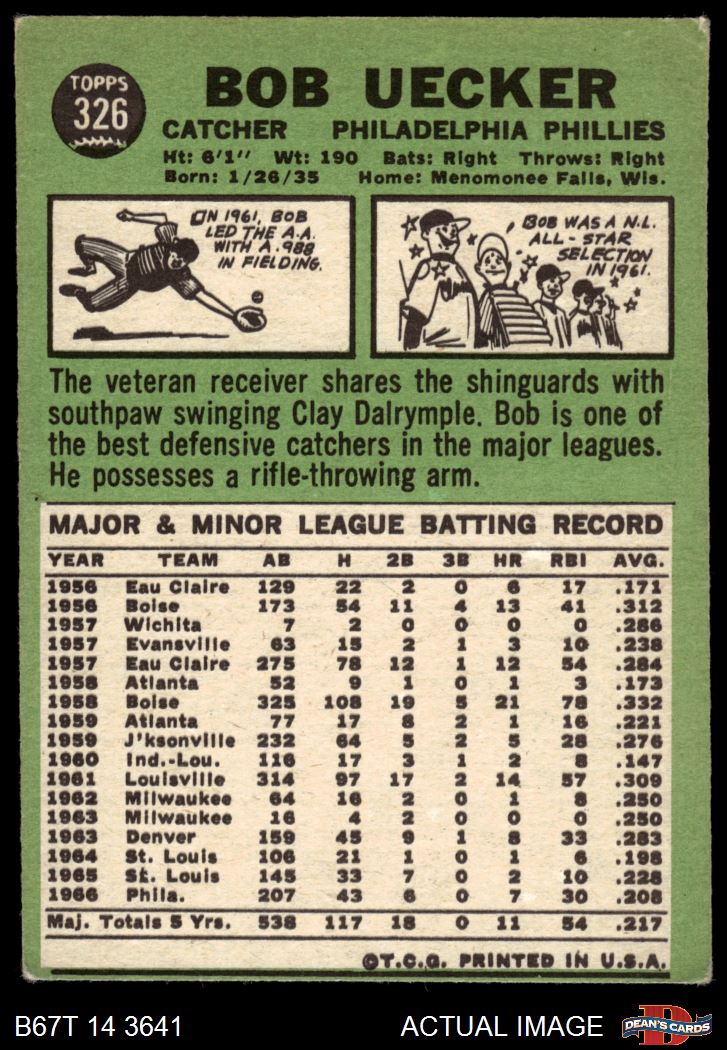 TOPPS
326
BOB UECKER
CATCHER PHILADELPHIA PHILLIES
Ht: 6'1" Wt: 190 Bats: Right Throws: Right
Born: 1/26/35 Home: Menomonee Falls, Wis.
IN 1961, BOB
LED THE A.A.
WITH A .988
IN FIELDING.
BOB WAS A N.L.
ALL-STAR
SELECTION
IN 1961.
The veteran receiver shares the shinguards with
southpaw swinging Clay Dalrymple. Bob is one of
the best defensive catchers in the major leagues.
He possesses a rifle-throwing arm.
MAJOR & MINOR LEAGUE BATTING RECORD
YEAR TEAM AB H 2B 3B HR RBI AVG.
1956 Eau Claire 129 22 2 0 6 17 .171
1956 Boise 173 54 11 4 13 41 .312
1957 Wichita 7 2 0 0 0 0 .286
1957 Evansville 63 15 2 1 3 10 .238
1957 Eau Claire 275 78 12 1 12 54 .284
1958 Atlanta 52 9 1 0 1 3 .173
1958 Boise 325 108 19 5 21 78 .332
1959 Atlanta 77 17 8 2 1 16 .221
1959 J'ksonville 232 64 5 2 5 28 .276
1960 Ind.-Lou. 116 17 3 1 2 8 .147
1961 Louisville 314 97 17 2 14 57 .309
1962 Milwaukee 64 16 2 0 1 8 .250
1963 Milwaukee 16 4 2 0 0 0 .250
1963 Denver 159 45 9 1 8 33 .283
1964 St. Louis 106 21 1 0 1 6 .198
1965 St. Louis 145 33 7 0 2 10 .228
1966 Phila. 207 43 6 0 7 30 .208
Maj. Totals 5 Yrs. 538 117 18 0 11 54 .217
©T.C.G. PRINTED IN U.S.A.
B67T 14 3641 ACTUAL IMAGE
D
DEAN'S CARDS